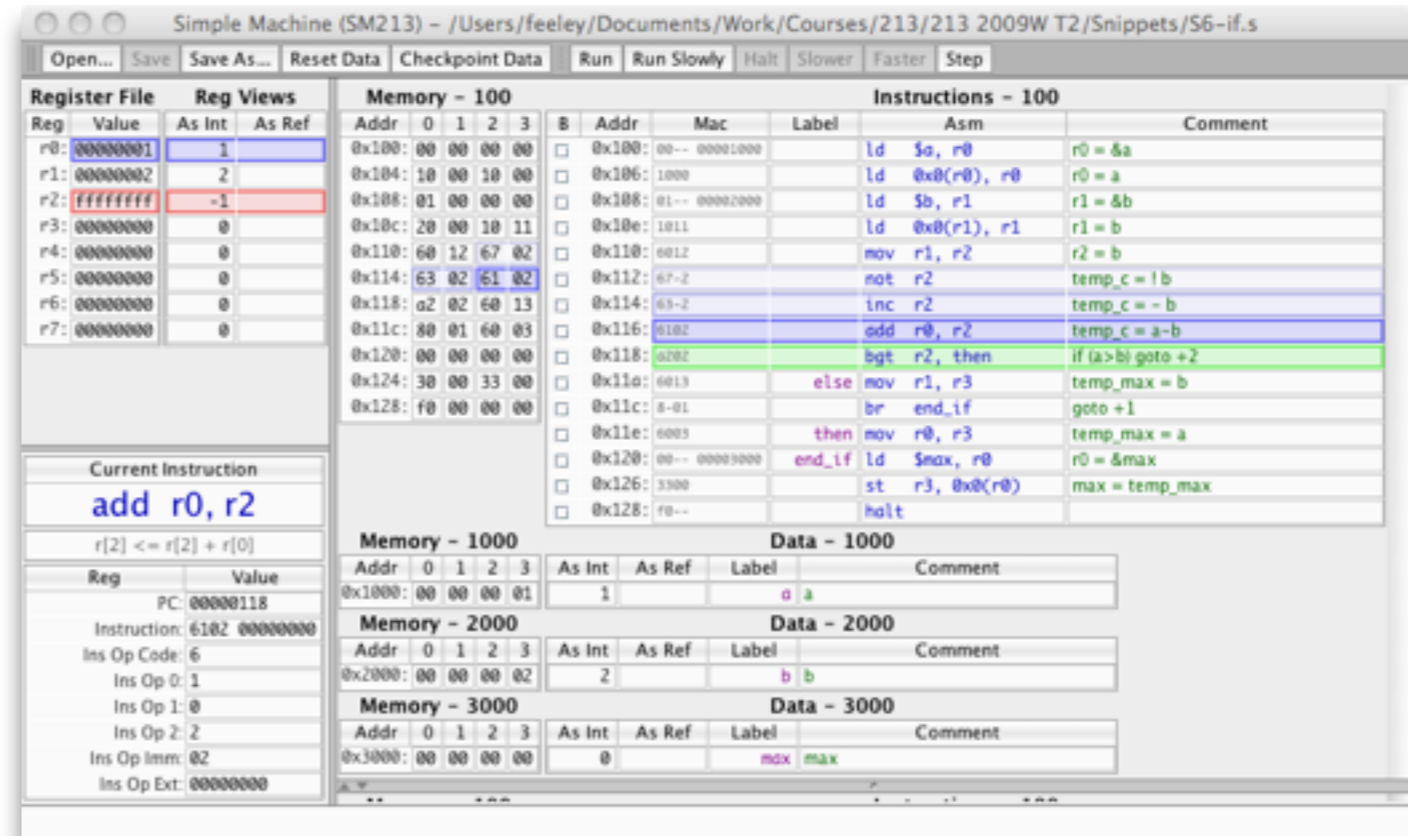 Simple Machine (SM213) – /Users/feeley/Documents/Work/Courses/213/213 2009W T2/Snippets/S6-if.s
Open... Save Save As... Reset Data Checkpoint Data Run Run Slowly Halt Slower Faster Step
Register File Reg Views
Reg Value As Int As Ref
r0: 00000001 1
r1: 00000002 2
r2: ffffffff -1
r3: 00000000 0
r4: 00000000 0
r5: 00000000 0
r6: 00000000 0
r7: 00000000 0
Current Instruction
add r0, r2
r[2] <= r[2] + r[0]
Reg Value
PC: 00000118
Instruction: 6102 00000000
Ins Op Code: 6
Ins Op 0: 1
Ins Op 1: 0
Ins Op 2: 2
Ins Op Imm: 02
Ins Op Ext: 00000000
Memory – 100
Addr 0 1 2 3
0x100: 00 00 00 00
0x104: 10 00 10 00
0x108: 01 00 00 00
0x10c: 20 00 10 11
0x110: 60 12 67 02
0x114: 63 02 61 02
0x118: a2 02 60 13
0x11c: 80 01 60 03
0x120: 00 00 00 00
0x124: 30 00 33 00
0x128: f0 00 00 00
Instructions – 100
B Addr Mac Label Asm Comment
0x100: 00-- 00001000 ld $a, r0 r0 = &a
0x106: 1000 ld 0x0(r0), r0 r0 = a
0x108: 01-- 00002000 ld $b, r1 r1 = &b
0x10e: 1011 ld 0x0(r1), r1 r1 = b
0x110: 6012 mov r1, r2 r2 = b
0x112: 67-2 not r2 temp_c = ! b
0x114: 63-2 inc r2 temp_c = - b
0x116: 6102 add r0, r2 temp_c = a-b
0x118: a202 bgt r2, then if (a>b) goto +2
0x11a: 6013 else mov r1, r3 temp_max = b
0x11c: 8-01 br end_if goto +1
0x11e: 6003 then mov r0, r3 temp_max = a
0x120: 00-- 00003000 end_if ld $max, r0 r0 = &max
0x126: 3300 st r3, 0x0(r0) max = temp_max
0x128: f0-- halt
Memory – 1000 Data – 1000
Addr 0 1 2 3 As Int As Ref Label Comment
0x1000: 00 00 00 01 1 a a
Memory – 2000 Data – 2000
Addr 0 1 2 3 As Int As Ref Label Comment
0x2000: 00 00 00 02 2 b b
Memory – 3000 Data – 3000
Addr 0 1 2 3 As Int As Ref Label Comment
0x3000: 00 00 00 00 0 max max